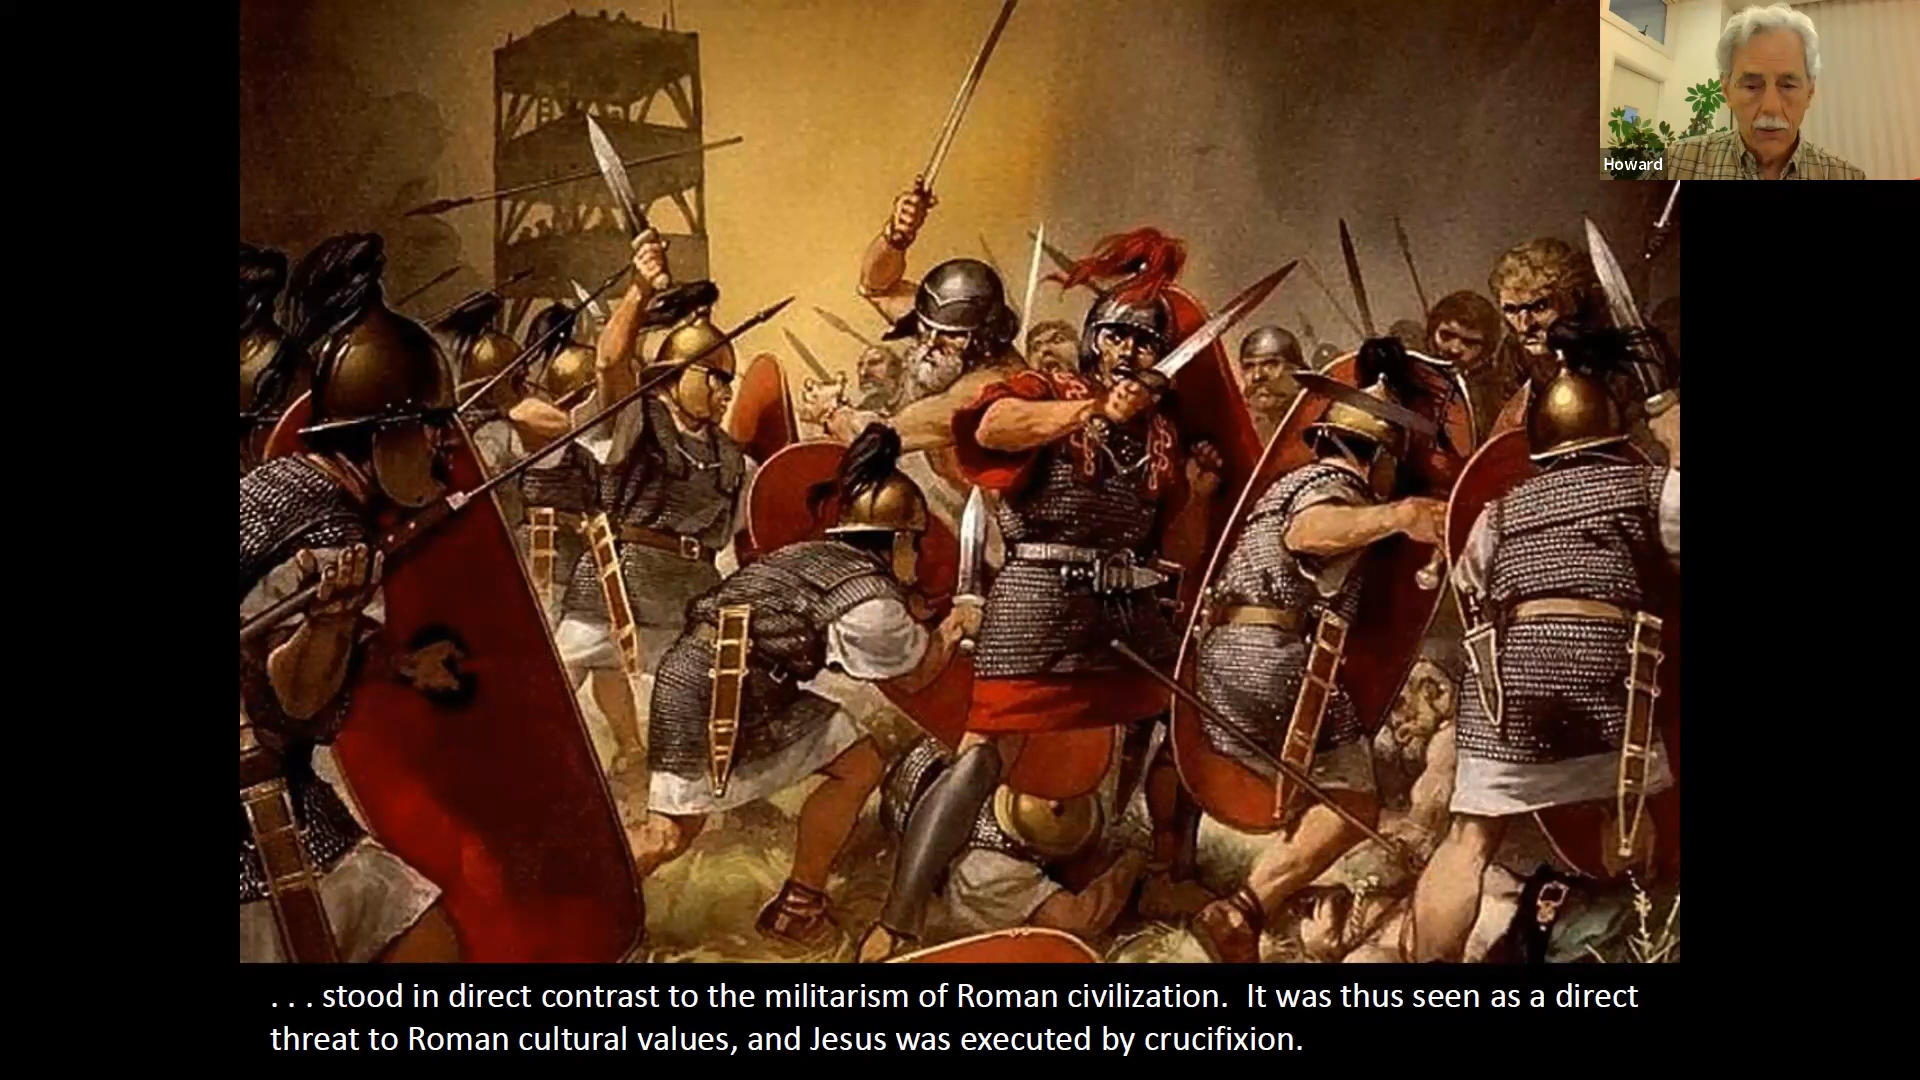 Howard
. . . stood in direct contrast to the militarism of Roman civilization.  It was thus seen as a direct
threat to Roman cultural values, and Jesus was executed by crucifixion.